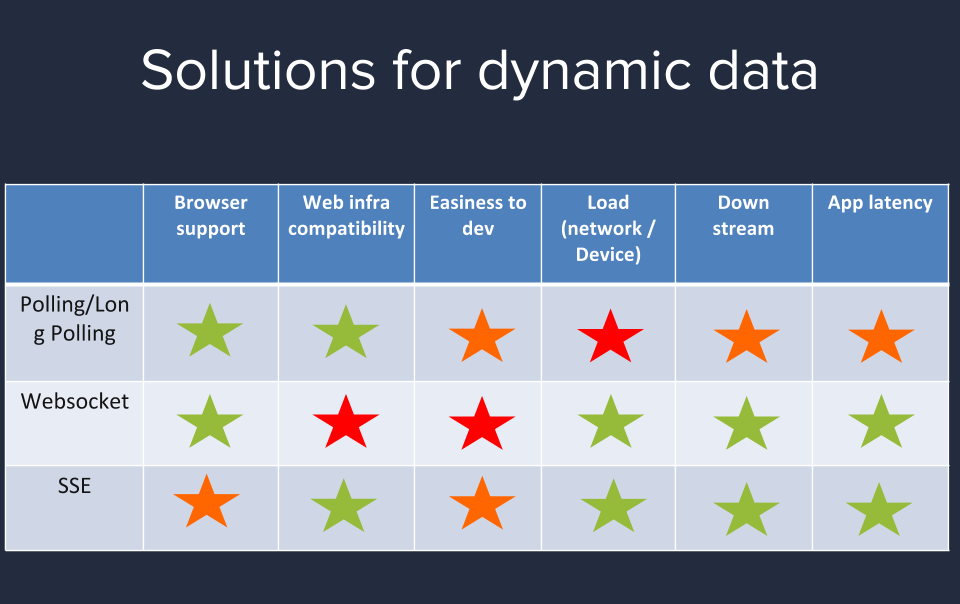 Solutions for dynamic data
Browser
support
Web infra
compatibility
Easiness to
dev
Load
(network /
Device)
Down
stream
App latency
Polling/Lon
g Polling
Websocket
SSE